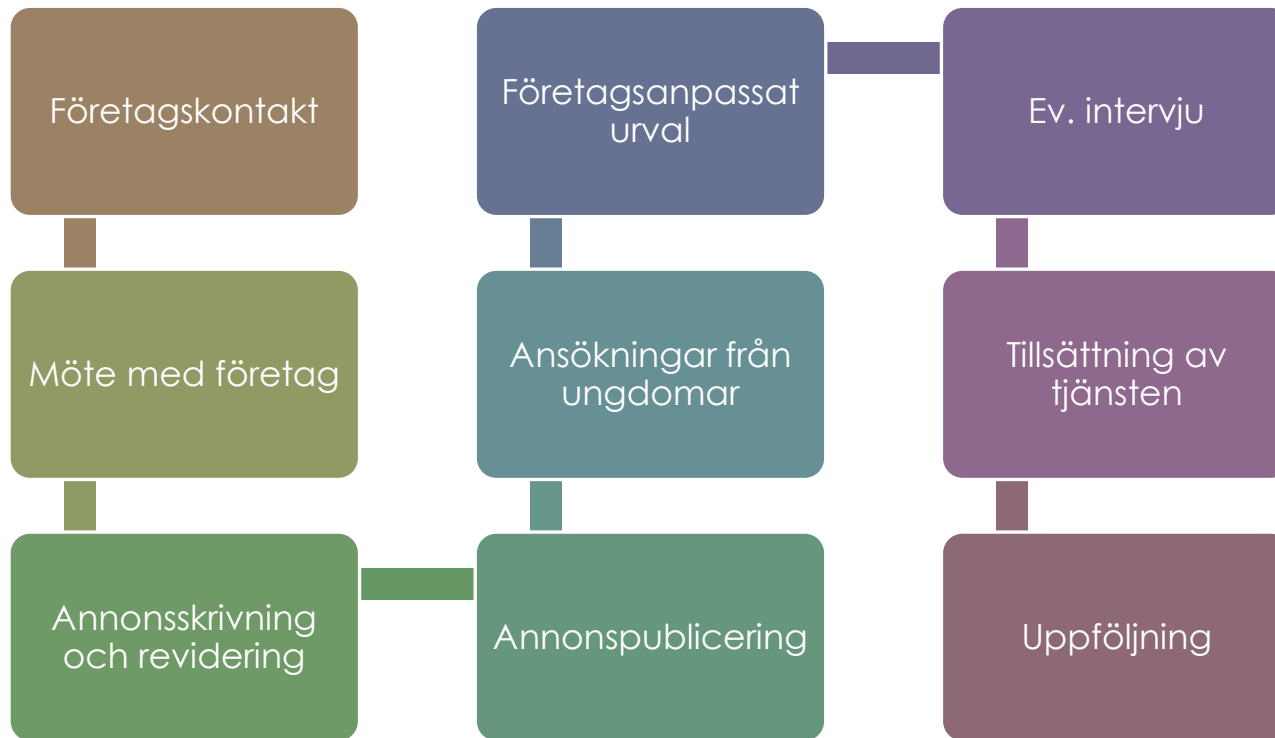 Företagskontakt
Möte med företag
Annonsskrivning
och revidering
Annonspublicering
Ansökningar från
ungdomar
Företagsanpassat
urval
Ev. intervju
Tillsättning av
tjänsten
Uppföljning